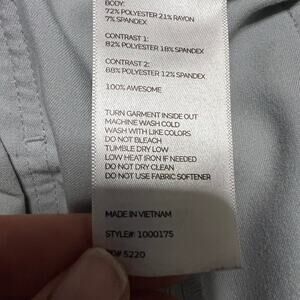 BODY:
72% POLYESTER 21% RAYON
7% SPANDEX
CONTRAST 1:
82% POLYESTER 18% SPANDEX
CONTRAST 2:
88% POLYESTER 12% SPANDEX
100% AWESOME
TURN GARMENT INSIDE OUT
MACHINE WASH COLD
WASH WITH LIKE COLORS
DO NOT BLEACH
TUMBLE DRY LOW
LOW HEAT IRON IF NEEDED
DO NOT DRY CLEAN
DO NOT USE FABRIC SOFTENER
MADE IN VIETNAM
STYLE#: 1000175
5220